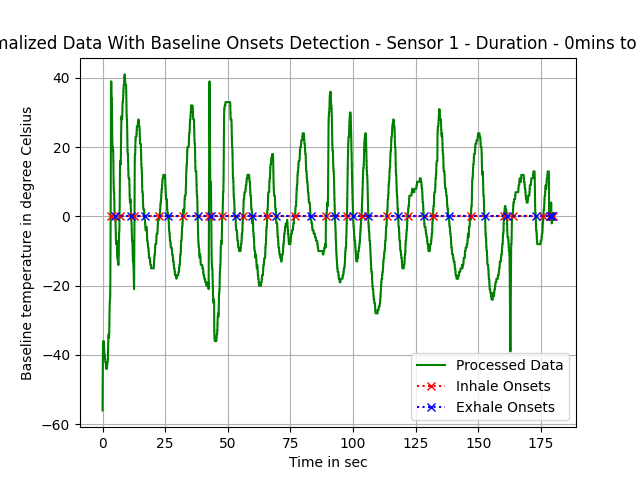 malized Data With Baseline Onsets Detection - Sensor 1 - Duration - 0mins to
40
20
0
−20
−40
−60
Baseline temperature in degree Celsius
0
25
50
75
100
125
150
175
Time in sec
Processed Data
Inhale Onsets
Exhale Onsets